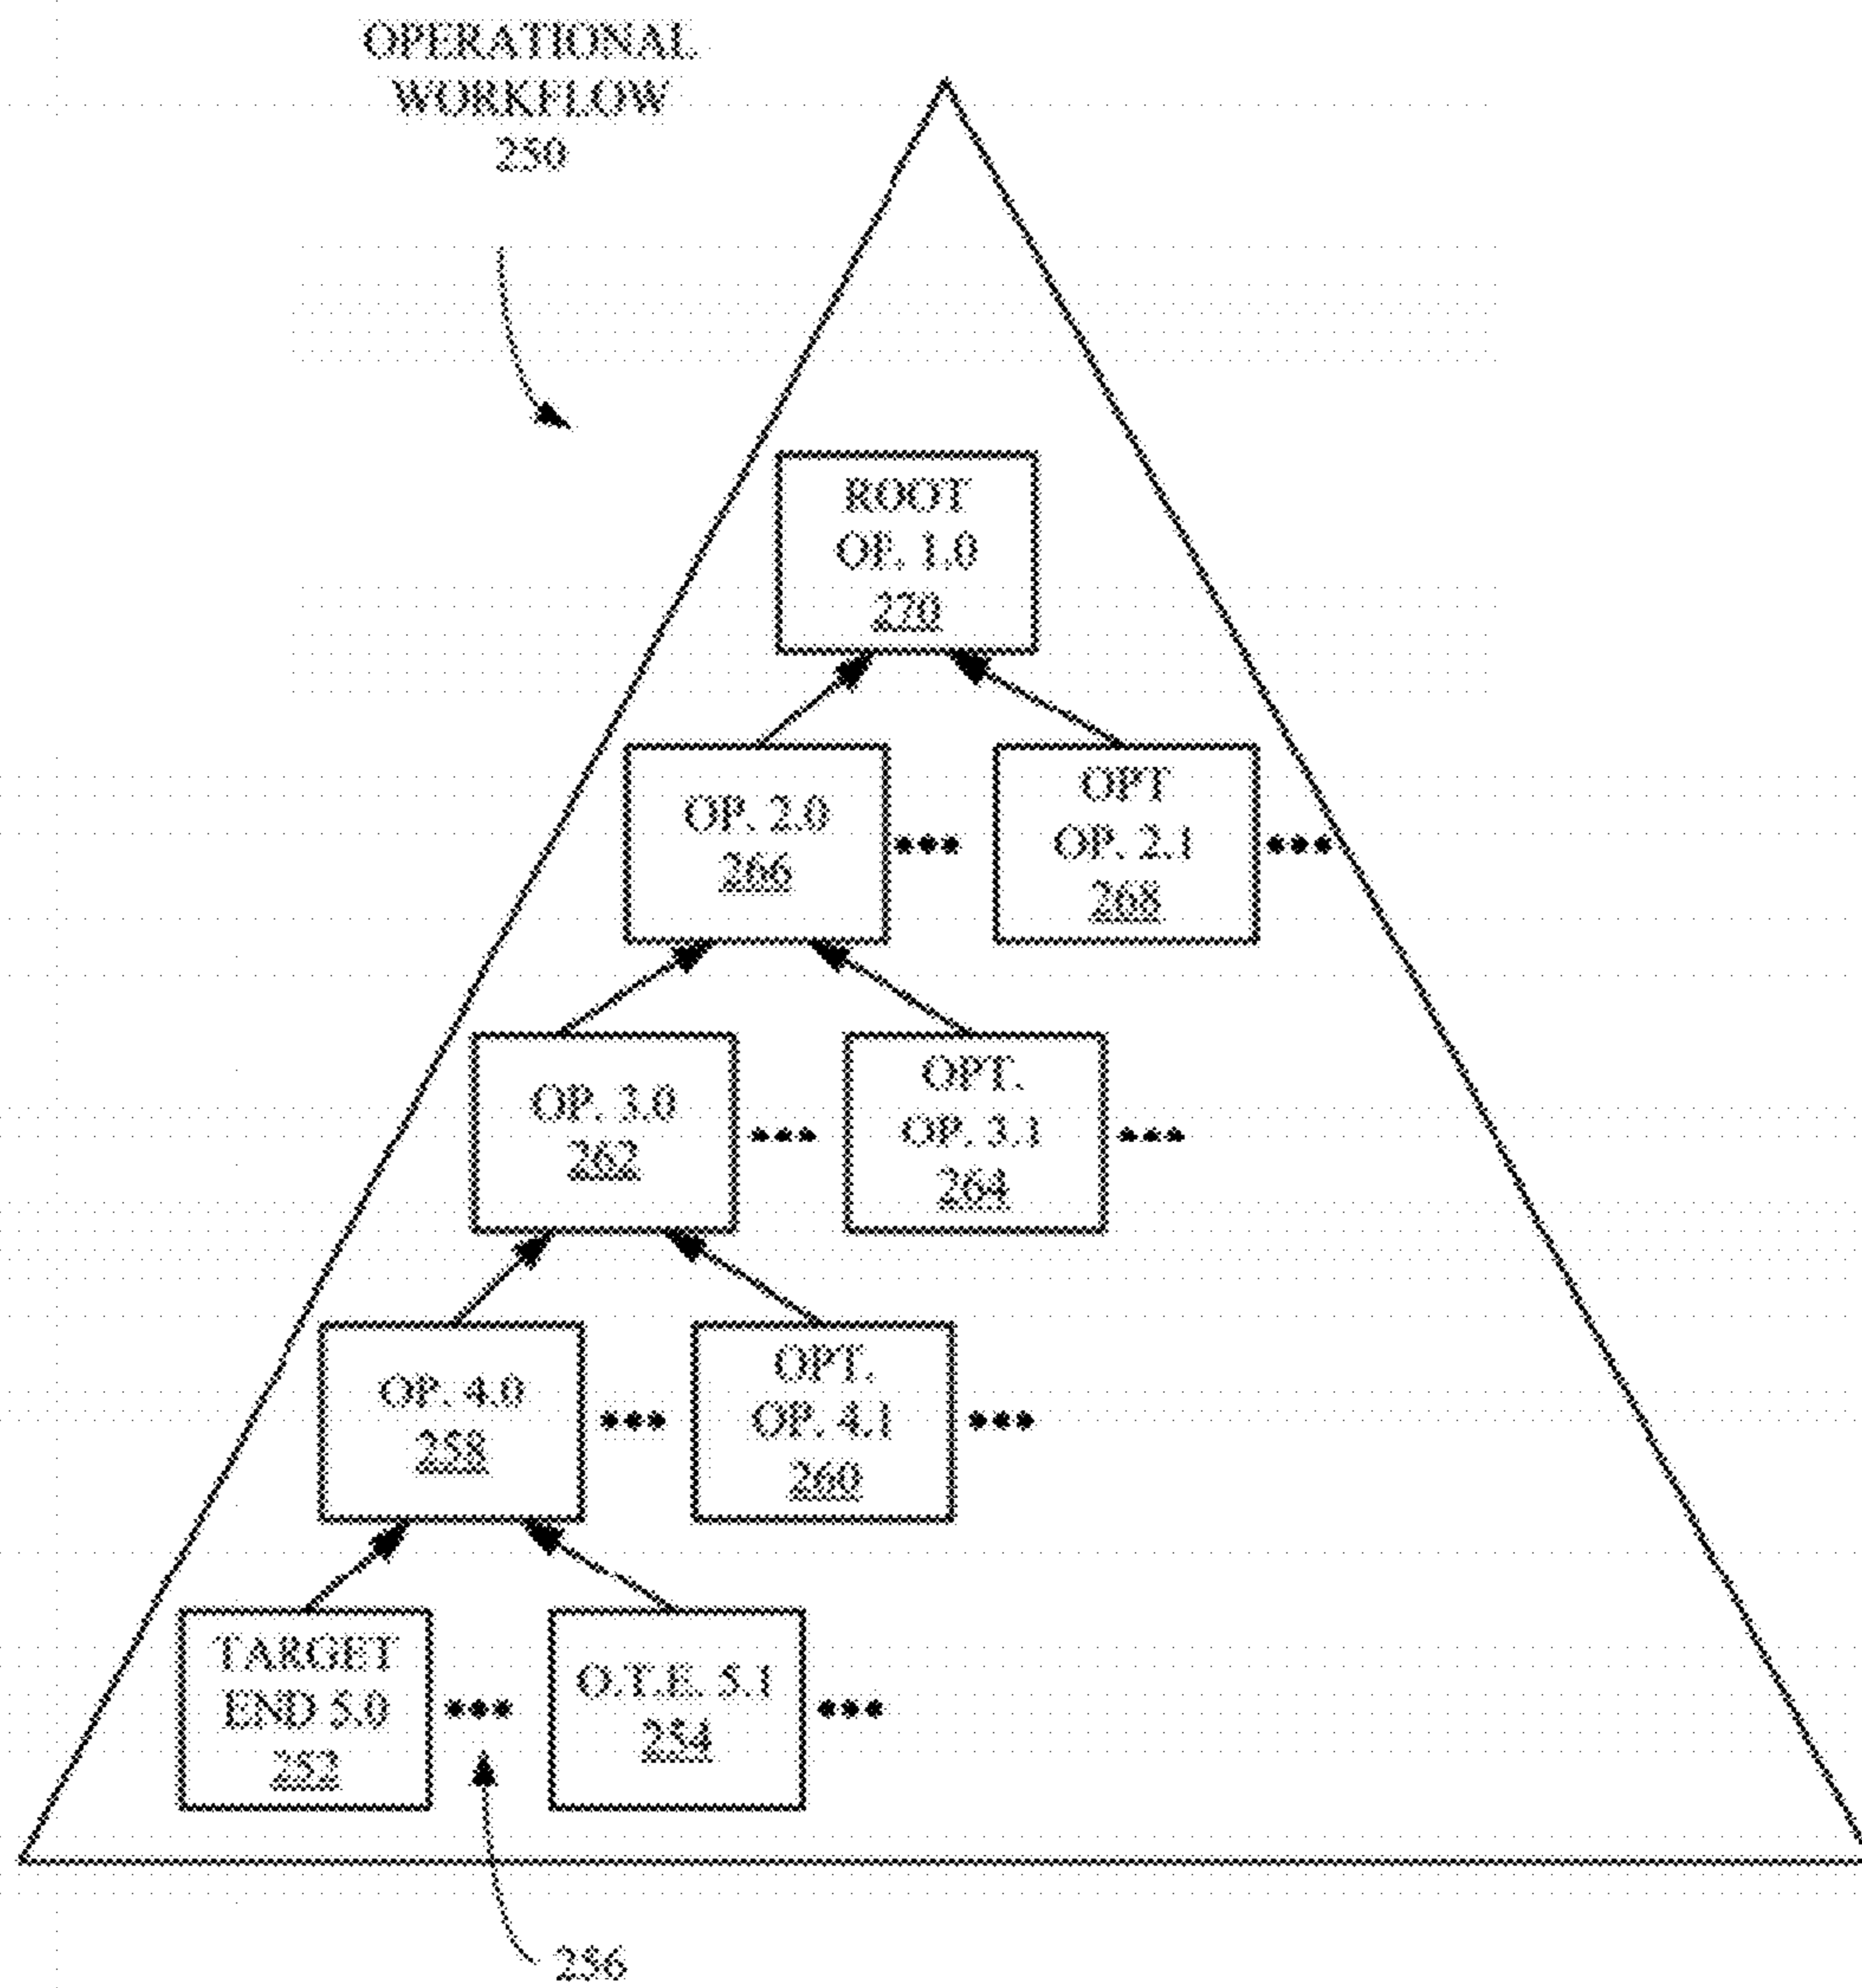 OPERATIONAL
WORKFLOW
250
ROOT
OP. 1.0
270
OP. 2.0
266
OPT
OP. 2.1
268
OP. 3.0
262
OPT.
OP. 3.1
264
OP. 4.0
258
OPT.
OP. 4.1
260
TARGET
END 5.0
252
O.T.E. 5.1
254
256